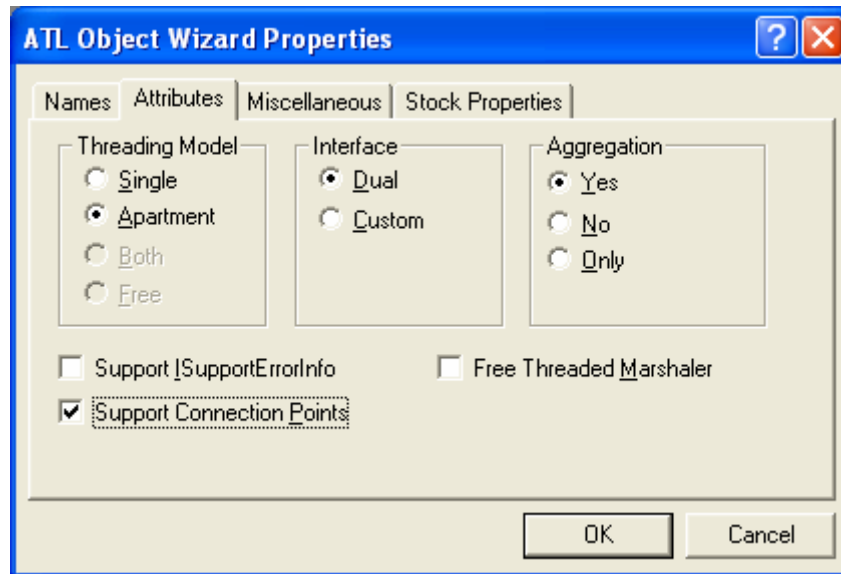 ATL Object Wizard Properties
Names Attributes Miscellaneous Stock Properties
Threading Model Interface Aggregation
Single Dual Yes
Apartment Custom No
Both Only
Free
Support ISupportErrorInfo Free Threaded Marshaler
Support Connection Points
OK Cancel